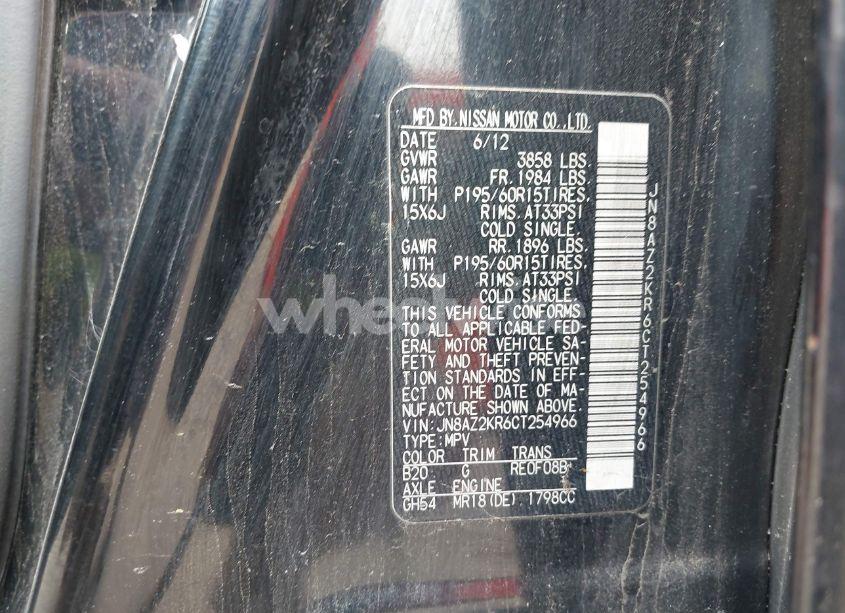 MFD BY NISSAN MOTOR CO.,LTD.
DATE 6/12
GVWR 3858 LBS
GAWR FR. 1984 LBS
WITH P195/60R15TIRES,
15X6J RIMS, AT33PSI
COLD SINGLE.
GAWR RR. 1896 LBS.
WITH P195/60R15TIRES,
15X6J RIMS, AT33PSI
COLD SINGLE.
THIS VEHICLE CONFORMS
TO ALL APPLICABLE FED-
ERAL MOTOR VEHICLE SA-
FETY AND THEFT PREVEN-
TION STANDARDS IN EFF-
ECT ON THE DATE OF MA-
NUFACTURE SHOWN ABOVE.
VIN: JN8AZ2KR6CT254966
TYPE: MPV
COLOR TRIM TRANS
B20 G RE0F08B
AXLE ENGINE
GH54 MR18(DE), 1798CC
JN8AZ2KR6CT254966